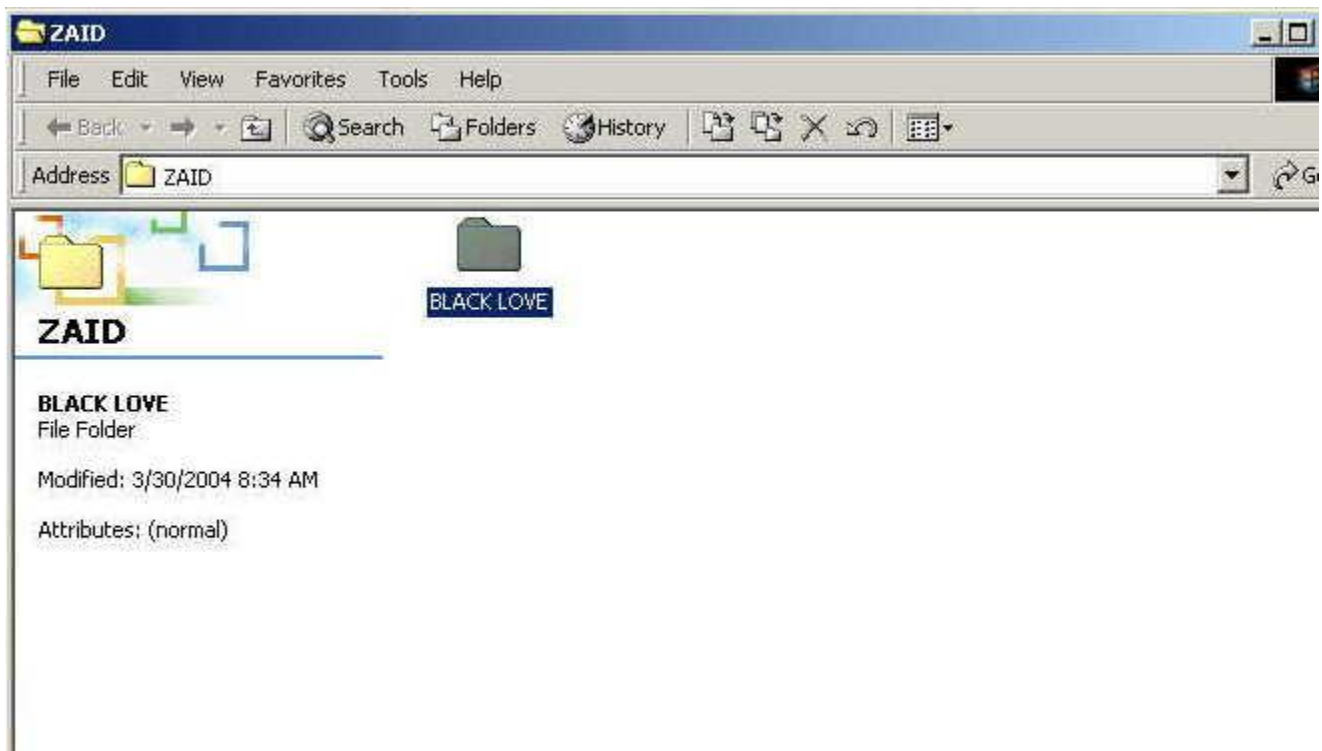 ZAID
File Edit View Favorites Tools Help
Back Search Folders History
Address ZAID
BLACK LOVE
ZAID
BLACK LOVE
File Folder
Modified: 3/30/2004 8:34 AM
Attributes: (normal)